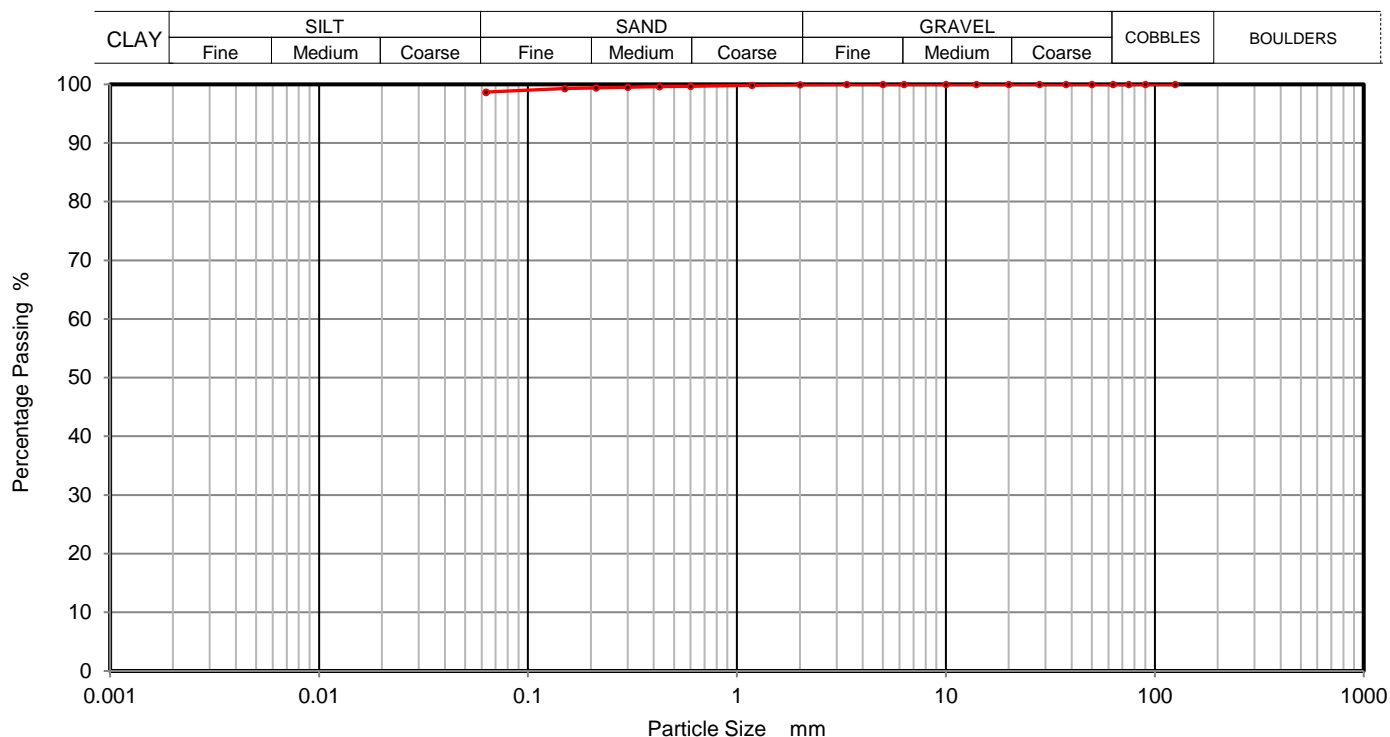 CLAY SILT SAND GRAVEL COBBLES BOULDERS
Fine Medium Coarse Fine Medium Coarse Fine Medium Coarse
100
90
80
70
60
50
40
30
20
10
0
Percentage Passing %
0.001 0.01 0.1 1 10 100 1000
Particle Size mm